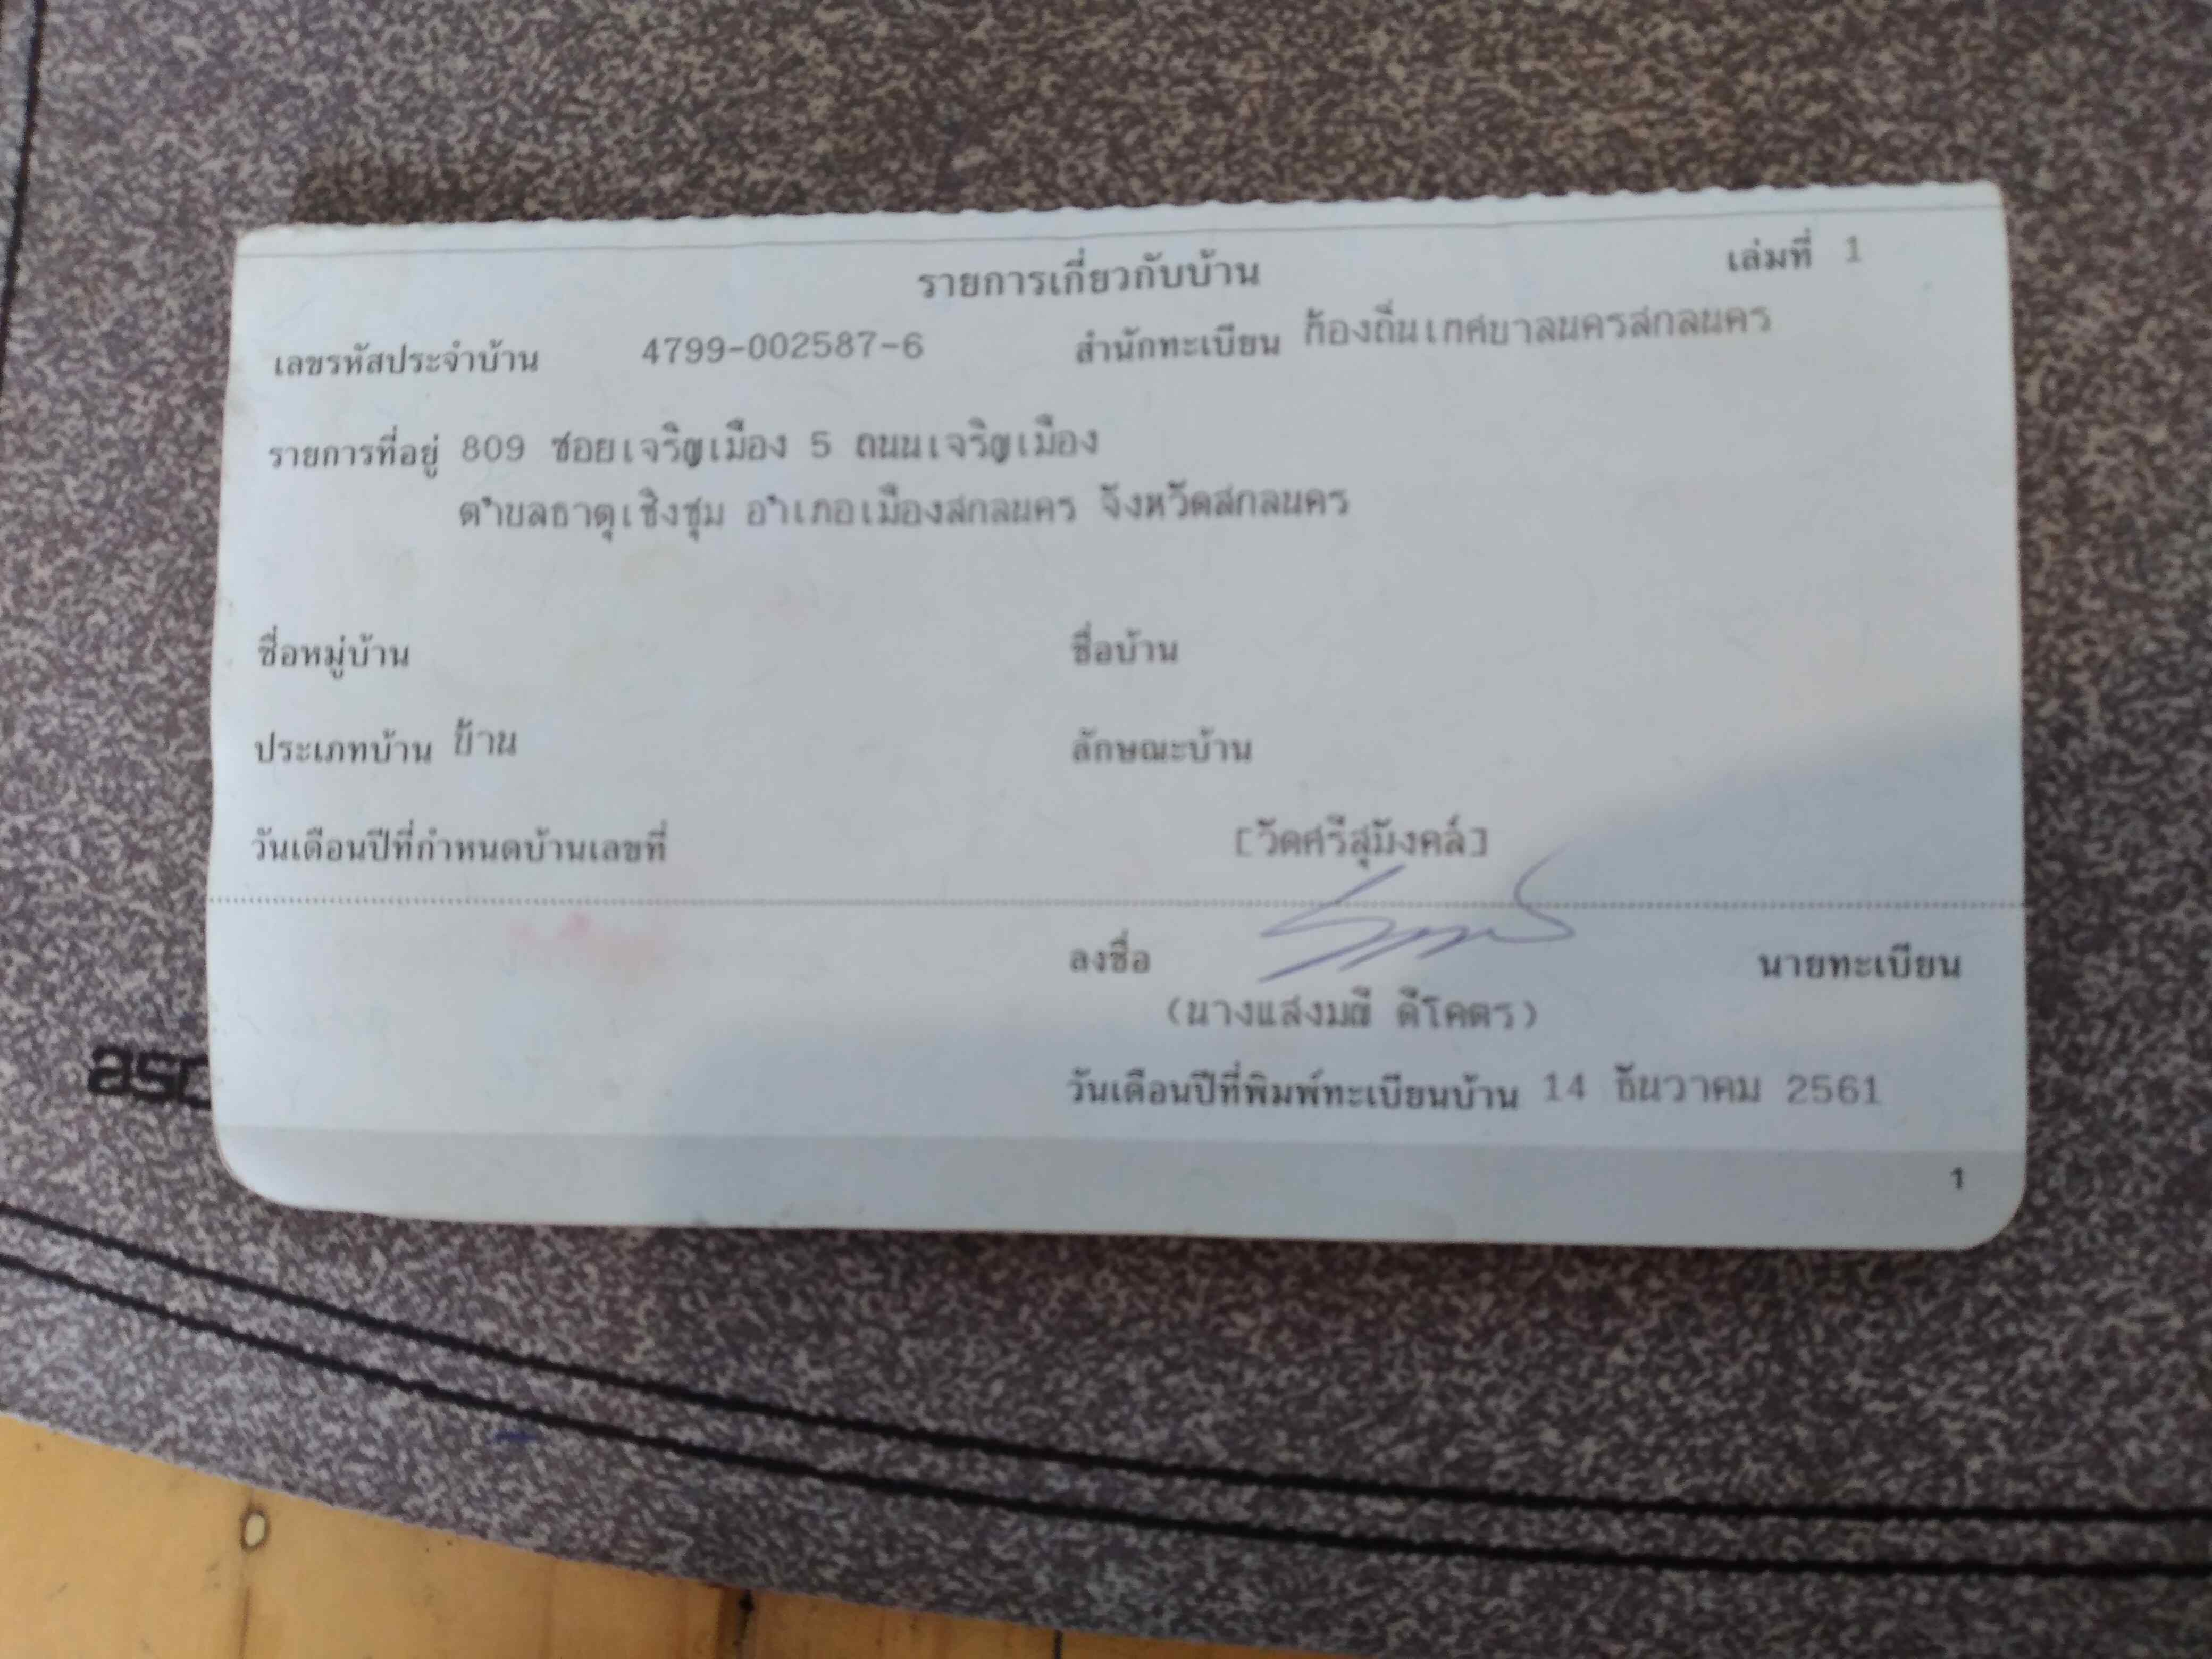 เล่มที่ 1
รายการเกี่ยวกับบ้าน
เลขรหัสประจำบ้าน 4799-002587-6 สำนักทะเบียน ท้องถิ่นเทศบาลนครสกลนคร
รายการที่อยู่ 809 ซอยเจริญเมือง 5 ถนนเจริญเมือง
ตำบลธาตุเชิงชุม อำเภอเมืองสกลนคร จังหวัดสกลนคร
ชื่อหมู่บ้าน ชื่อบ้าน
ประเภทบ้าน บ้าน ลักษณะบ้าน
วันเดือนปีที่กำหนดบ้านเลขที่ [วัดศรีสุมังคล์]
ลงชื่อ นายทะเบียน
(นางแสงมณี ดีโคตร)
วันเดือนปีที่พิมพ์ทะเบียนบ้าน 14 ธันวาคม 2561
1